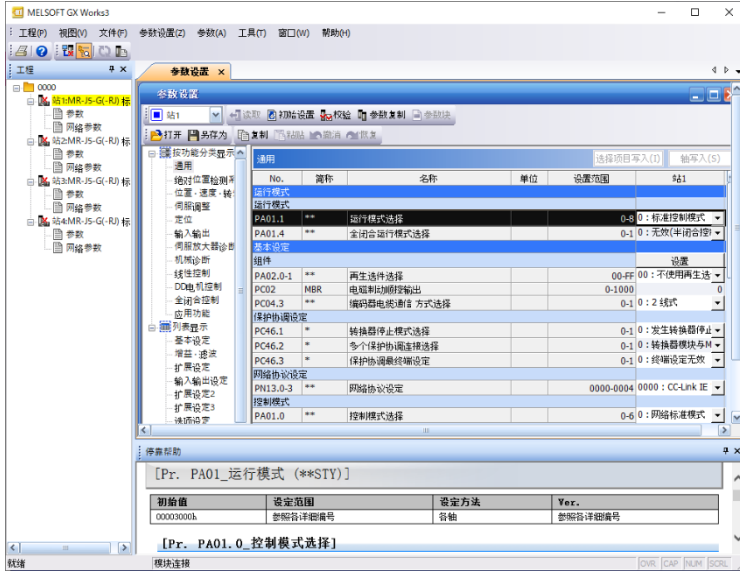 MELSOFT GX Works3
工程(P) 视图(V) 文件(F) 参数设置(Z) 参数(A) 工具(T) 窗口(W) 帮助(H)
工程
0000
站1:MR-J5-G(-RJ) 标
参数
网络参数
站2:MR-J5-G(-RJ) 标
参数
网络参数
站3:MR-J5-G(-RJ) 标
参数
网络参数
站4:MR-J5-G(-RJ) 标
参数
网络参数
参数设置
参数设置
站1 读取 初始设置 校验 参数复制 参数块
打开 另存为 复制 粘贴 撤消 恢复
按功能分类显示
通用
绝对位置检测系
位置·速度·转
伺服调整
定位
输入输出
伺服放大器诊断
机械诊断
线性控制
DD电机控制
全闭合控制
应用功能
列表显示
基本设定
增益·滤波
扩展设定
输入输出设定
扩展设定2
扩展设定3
选项设定
通用 选择项目写入(I) 轴写入(S)
No. 简称 名称 单位 设置范围 站1
运行模式
运行模式
PA01.1 ** 运行模式选择 0-8 0：标准控制模式
PA01.4 ** 全闭合运行模式选择 0-1 0：无效(半闭合控制
基本设定
组件 设置
PA02.0-1 ** 再生选件选择 00-FF 00：不使用再生选
PC02 MBR 电磁制动顺控输出 0-1000 0
PC04.3 ** 编码器电缆通信 方式选择 0-1 0：2 线式
保护协调设定
PC46.1 * 转换器停止模式选择 0-1 0：发生转换器停止
PC46.2 * 多个保护协调连接选择 0-1 0：转换器模块与M
PC46.3 * 保护协调最终端设定 0-1 0：终端设定无效
网络协议设定
PN13.0-3 ** 网络协议设定 0000-0004 0000：CC-Link IE
控制模式
PA01.0 ** 控制模式选择 0-6 0：网络标准模式
停靠帮助
[Pr. PA01_运行模式 (**STY)]
初始值 设定范围 设定方法 Ver.
00003000h 参照各详细编号 各轴 参照各详细编号
[Pr. PA01.0_控制模式选择]
就绪 模块连接 OVR CAP NUM SCRL